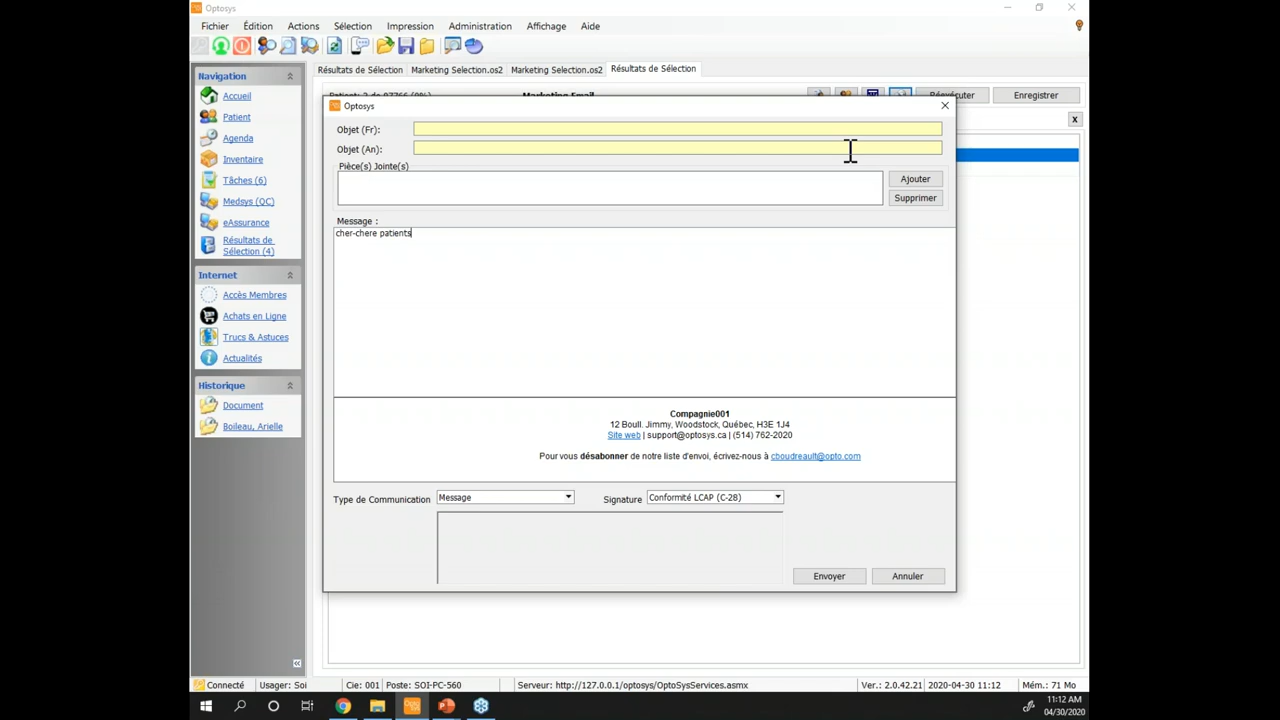 Optosys
Fichier Édition Actions Sélection Impression Administration Affichage Aide
Navigation
Résultats de Sélection Marketing Selection.os2 Marketing Selection.os2 Résultats de Sélection
Marketing Email
Réexécuter Enregistrer
x
Accueil
Patient
Agenda
Inventaire
Tâches (6)
Medsys (QC)
eAssurance
Résultats de
Sélection (4)
Internet
Accès Membres
Achats en Ligne
Trucs & Astuces
Actualités
Historique
Document
Boileau, Arielle
Optosys
Objet (Fr):
Objet (An):
Pièce(s) Jointe(s)
Ajouter
Supprimer
Message :
cher-chere patients
Compagnie001
12 Boull. Jimmy, Woodstock, Québec, H3E 1J4
Site web | support@optosys.ca | (514) 762-2020
Pour vous désabonner de notre liste d'envoi, écrivez-nous à cboudreault@opto.com
Type de Communication Message Signature Conformité LCAP (C-28)
Envoyer Annuler
Connecté Usager: Soi Cie: 001 Poste: SOI-PC-560 Serveur: http://127.0.0.1/optosys/OptoSysServices.asmx Ver.: 2.0.42.21 2020-04-30 11:12 Mém.: 71 Mo
11:12 AM
04/30/2020